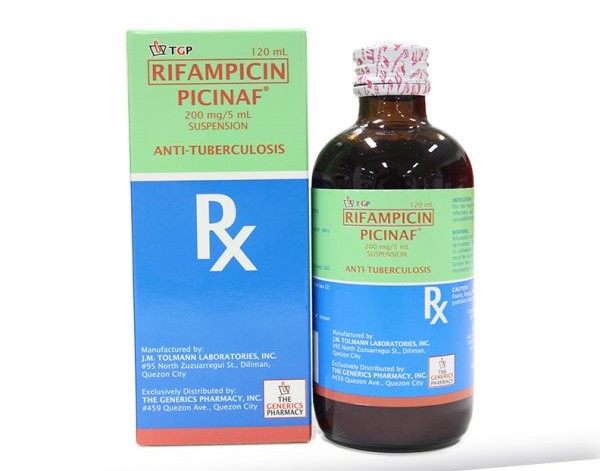 TGP
120 mL
RIFAMPICIN
PICINAF®
200 mg/5 mL
SUSPENSION
ANTI-TUBERCULOSIS
Rx
Manufactured by:
J.M. TOLMANN LABORATORIES, INC.
#95 North Zuzuarregui St., Diliman,
Quezon City
Exclusively Distributed by:
THE GENERICS PHARMACY, INC.
#459 Quezon Ave., Quezon City
THE
GENERICS
PHARMACY
TGP
120 mL
RIFAMPICIN
PICINAF®
200 mg/5 mL
SUSPENSION
ANTI-TUBERCULOSIS
Rx
Manufactured by:
J.M. TOLMANN LABORATORIES, INC.
#95 North Zuzuarregui St., Diliman,
Quezon City
Exclusively Distributed by:
THE GENERICS PHARMACY, INC.
#459 Quezon Ave., Quezon City
THE
GENERICS
PHARMACY